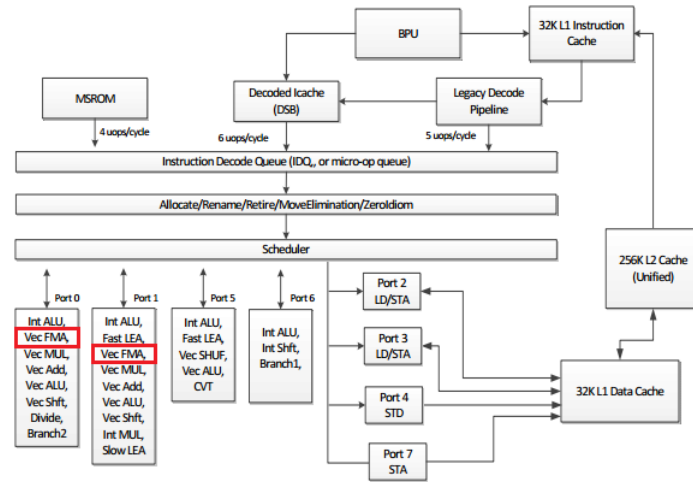 BPU
32K L1 Instruction
Cache
MSROM
Decoded Icache
(DSB)
Legacy Decode
Pipeline
4 uops/cycle
6 uops/cycle
5 uops/cycle
Instruction Decode Queue (IDQ,, or micro-op queue)
Allocate/Rename/Retire/MoveElimination/ZeroIdiom
Scheduler
256K L2 Cache
(Unified)
Port 0
Int ALU,
Vec FMA,
Vec MUL,
Vec Add,
Vec ALU,
Vec Shft,
Divide,
Branch2
Port 1
Int ALU,
Fast LEA,
Vec FMA,
Vec MUL,
Vec Add,
Vec ALU,
Vec Shft,
Int MUL,
Slow LEA
Port 5
Int ALU,
Fast LEA,
Vec SHUF,
Vec ALU,
CVT
Port 6
Int ALU,
Int Shft,
Branch1,
Port 2
LD/STA
Port 3
LD/STA
Port 4
STD
Port 7
STA
32K L1 Data Cache